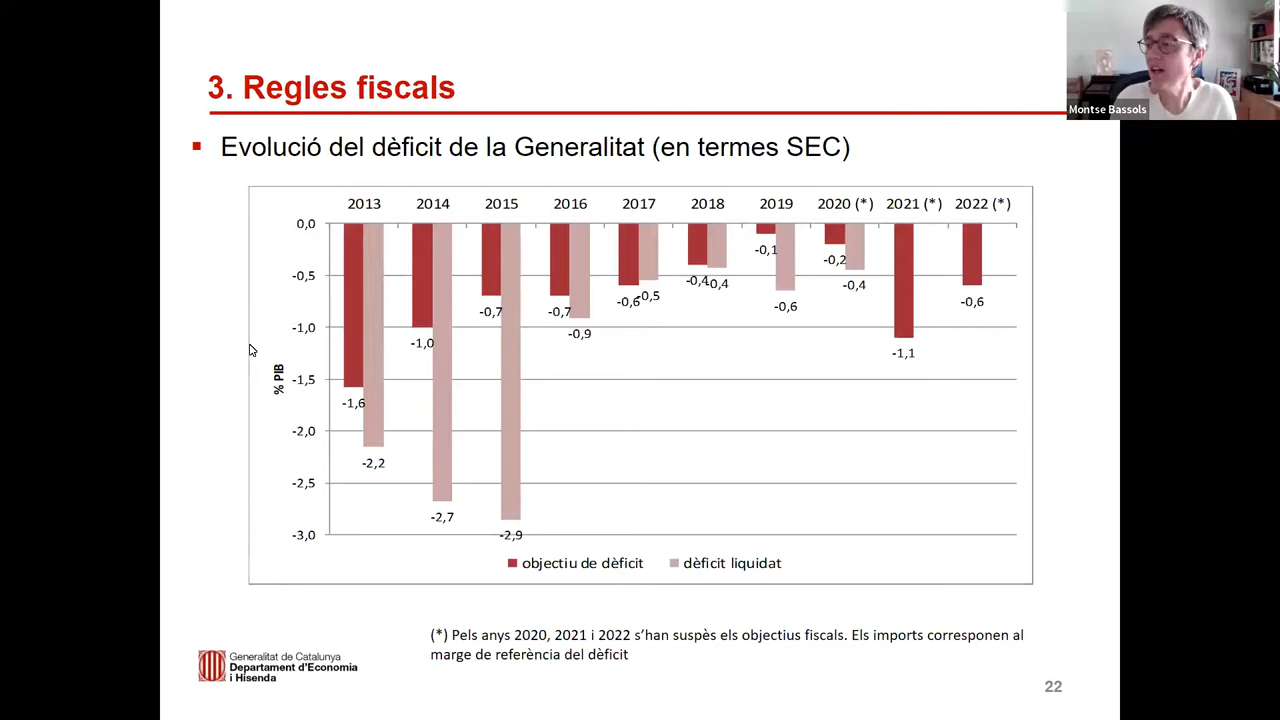 3. Regles fiscals
Montse Bassols
▪ Evolució del dèficit de la Generalitat (en termes SEC)
2013 2014 2015 2016 2017 2018 2019 2020 (*) 2021 (*) 2022 (*)
0,0
-0,5
-1,0
-1,5
-2,0
-2,5
-3,0
% PIB
-1,6
-2,2
-1,0
-2,7
-0,7
-2,9
-0,7
-0,9
-0,6
-0,5
-0,4
-0,4
-0,1
-0,6
-0,2
-0,4
-1,1
-0,6
objectiu de dèficit dèficit liquidat
(*) Pels anys 2020, 2021 i 2022 s’han suspès els objectius fiscals. Els imports corresponen al
marge de referència del dèficit
Generalitat de Catalunya
Departament d’Economia
i Hisenda
22